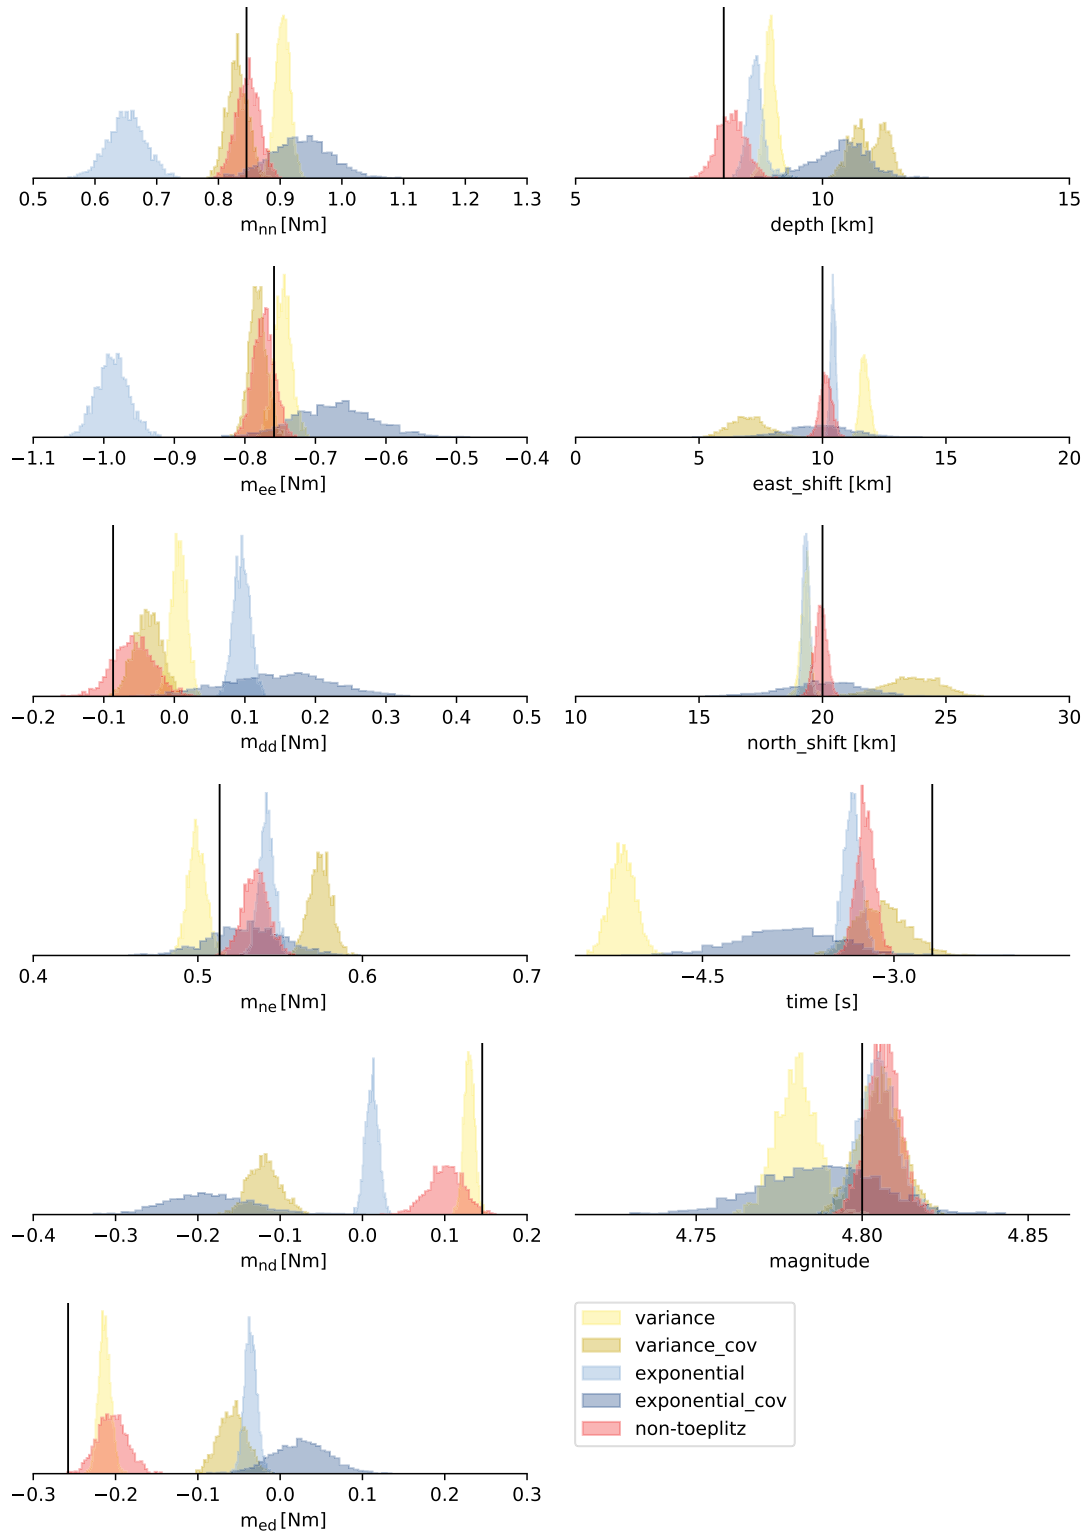 0.5 0.6 0.7 0.8 0.9 1.0 1.1 1.2 1.3
m_nn [Nm]
5 10 15
depth [km]
−1.1 −1.0 −0.9 −0.8 −0.7 −0.6 −0.5 −0.4
m_ee [Nm]
0 5 10 15 20
east_shift [km]
−0.2 −0.1 0.0 0.1 0.2 0.3 0.4 0.5
m_dd [Nm]
10 15 20 25 30
north_shift [km]
0.4 0.5 0.6 0.7
m_ne [Nm]
−4.5 −3.0
time [s]
−0.4 −0.3 −0.2 −0.1 0.0 0.1 0.2
m_nd [Nm]
4.75 4.80 4.85
magnitude
−0.3 −0.2 −0.1 0.0 0.1 0.2 0.3
m_ed [Nm]
variance
variance_cov
exponential
exponential_cov
non-toeplitz